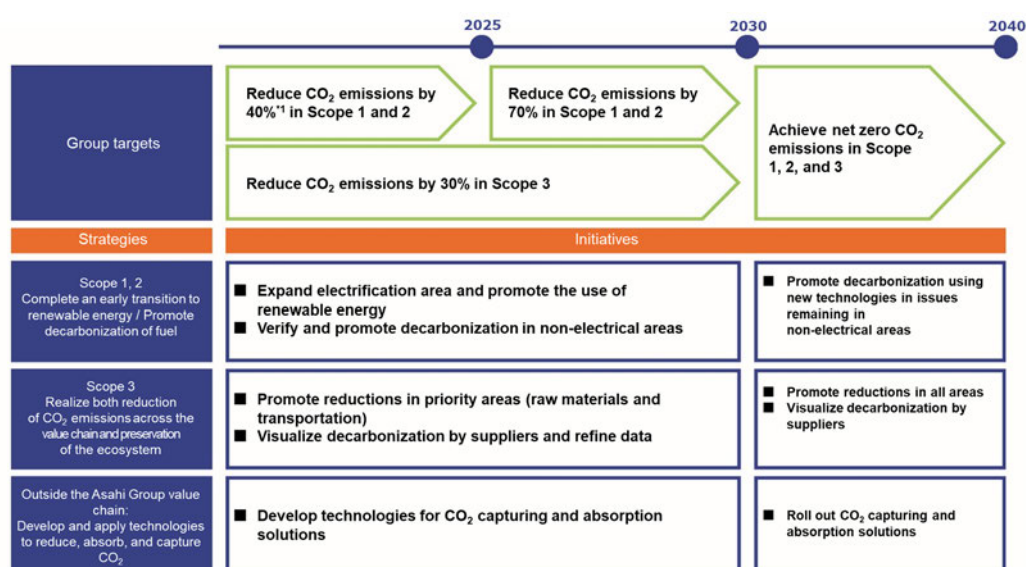 2025
2030
2040
Group targets
Reduce CO₂ emissions by
40%*¹ in Scope 1 and 2
Reduce CO₂ emissions by
70% in Scope 1 and 2
Reduce CO₂ emissions by 30% in Scope 3
Achieve net zero CO₂
emissions in Scope
1, 2, and 3
Strategies
Initiatives
Scope 1, 2
Complete an early transition to
renewable energy / Promote
decarbonization of fuel
■ Expand electrification area and promote the use of
renewable energy
■ Verify and promote decarbonization in non-electrical areas
■ Promote decarbonization using
new technologies in issues
remaining in
non-electrical areas
Scope 3
Realize both reduction
of CO₂ emissions across the
value chain and preservation
of the ecosystem
■ Promote reductions in priority areas (raw materials and
transportation)
■ Visualize decarbonization by suppliers and refine data
■ Promote reductions in all areas
■ Visualize decarbonization by
suppliers
Outside the Asahi Group value
chain:
Develop and apply technologies
to reduce, absorb, and capture
CO₂
■ Develop technologies for CO₂ capturing and absorption
solutions
■ Roll out CO₂ capturing and
absorption solutions